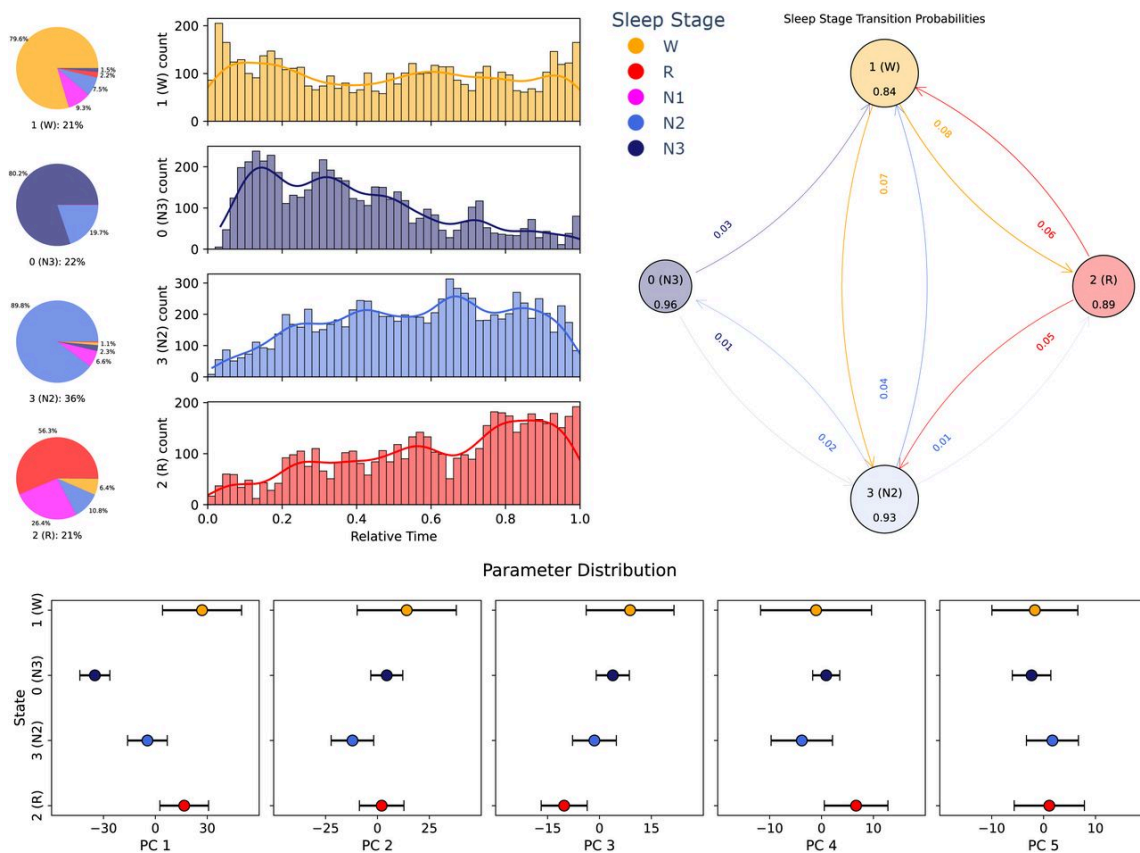 79.6%
1.5%
2.2%
7.5%
9.3%
1 (W): 21%
80.2%
19.7%
0 (N3): 22%
89.8%
1.1%
2.3%
6.6%
3 (N2): 36%
56.3%
6.4%
10.8%
26.4%
2 (R): 21%
1 (W) count
200
100
0
0 (N3) count
200
100
0
3 (N2) count
300
200
100
0
2 (R) count
200
100
0
0.0 0.2 0.4 0.6 0.8 1.0
Relative Time
Sleep Stage
W
R
N1
N2
N3
Sleep Stage Transition Probabilities
1 (W)
0.84
0.08
0.07
0.03
0.06
0 (N3)
0.96
2 (R)
0.89
0.01
0.05
0.04
0.02
0.01
3 (N2)
0.93
Parameter Distribution
State
1 (W)
0 (N3)
3 (N2)
2 (R)
−30 0 30
PC 1
−25 0 25
PC 2
−15 0 15
PC 3
−10 0 10
PC 4
−10 0 10
PC 5